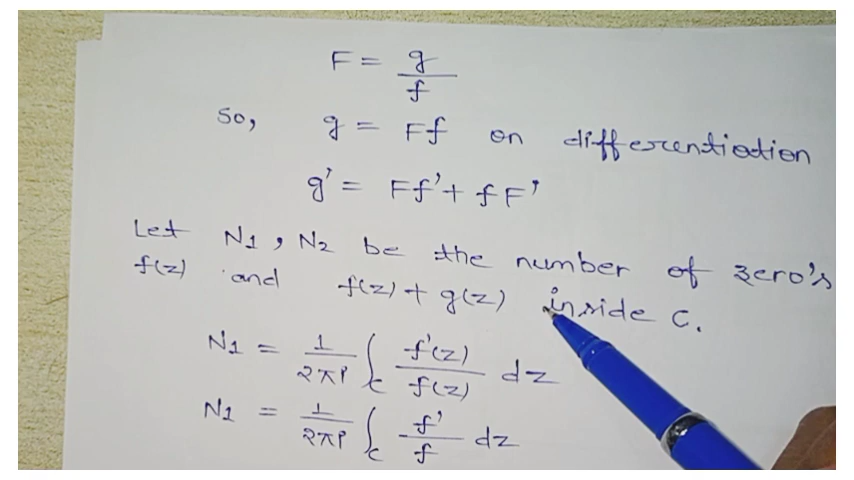 F = g/f
So, g = Ff on differentiation
g' = Ff' + fF'
Let N1, N2 be the number of zero's
f(z) and f(z) + g(z) inside C.
N1 = 1/2πi ∫c f'(z)/f(z) dz
N1 = 1/2πi ∫c f'/f dz